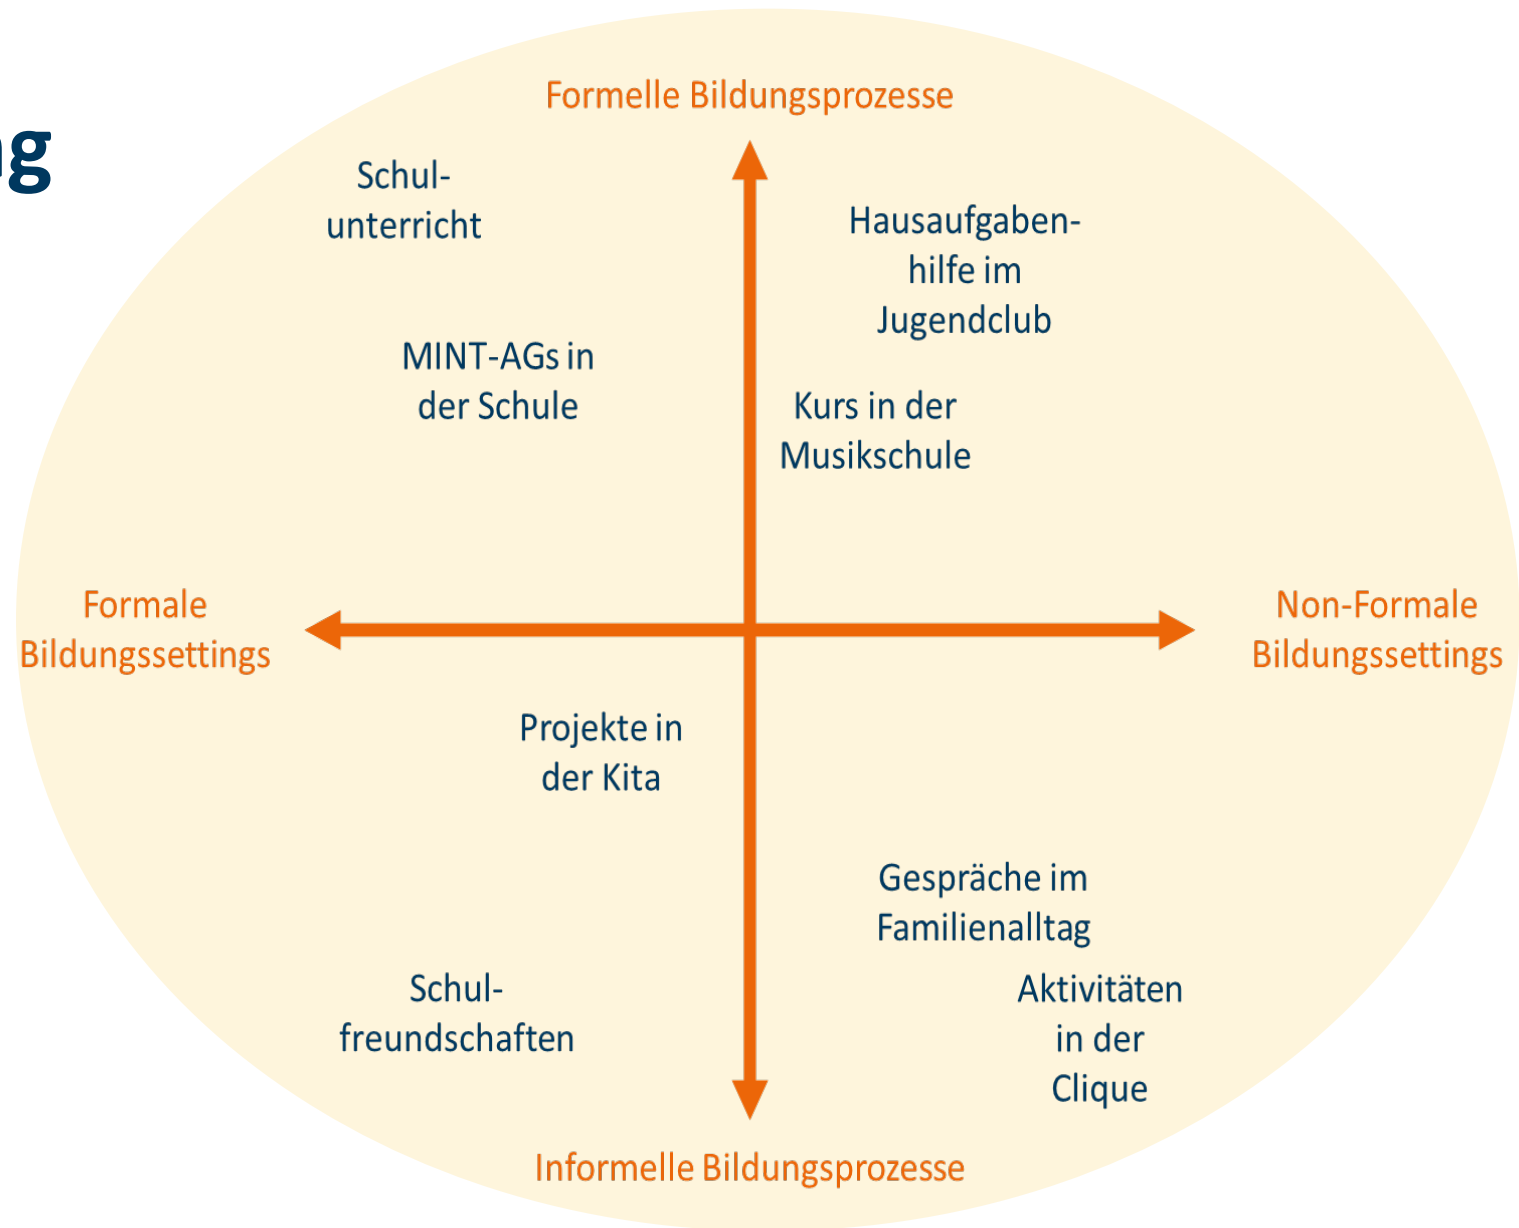 Formelle Bildungsprozesse
Schul-
unterricht
Hausaufgaben-
hilfe im
Jugendclub
MINT-AGs in
der Schule
Kurs in der
Musikschule
Formale
Bildungssettings
Non-Formale
Bildungssettings
Projekte in
der Kita
Gespräche im
Familienalltag
Schul-
freundschaften
Aktivitäten
in der
Clique
Informelle Bildungsprozesse